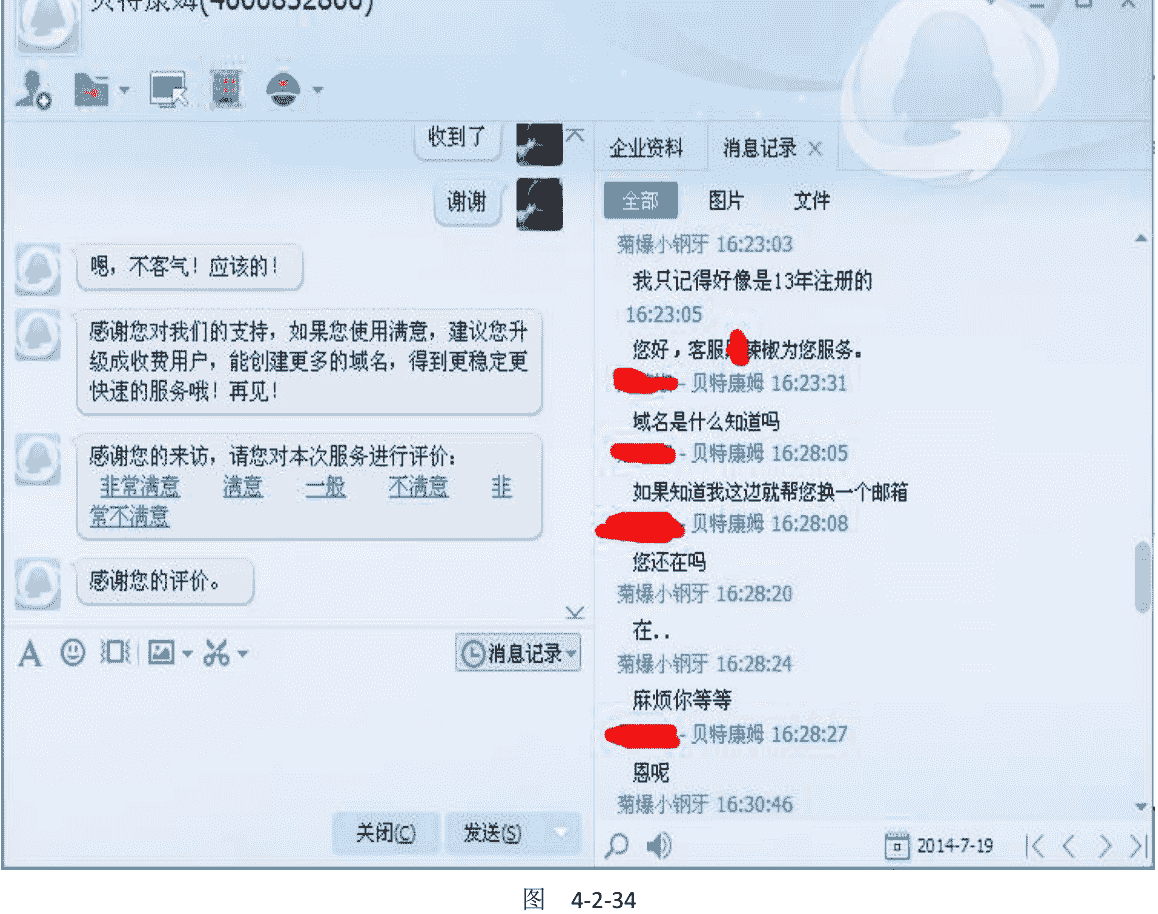 收到了
谢谢
嗯，不客气！应该的！
感谢您对我们的支持，如果您使用满意，建议您升
级成收费用户，能创建更多的域名，得到更稳定更
快速的服务哦！再见！
感谢您的来访，请您对本次服务进行评价：
非常满意 满意 一般 不满意 非
常不满意
感谢您的评价。
消息记录
关闭(C) 发送(S)
企业资料 消息记录
全部 图片 文件
菊爆小钢牙 16:23:03
我只记得好像是13年注册的
16:23:05
您好，客服 辣椒为您服务。
- 贝特康姆 16:23:31
域名是什么知道吗
- 贝特康姆 16:28:05
如果知道我这边就帮您换一个邮箱
贝特康姆 16:28:08
您还在吗
菊爆小钢牙 16:28:20
在..
菊爆小钢牙 16:28:24
麻烦你等等
- 贝特康姆 16:28:27
恩呢
菊爆小钢牙 16:30:46
2014-7-19
图 4-2-34